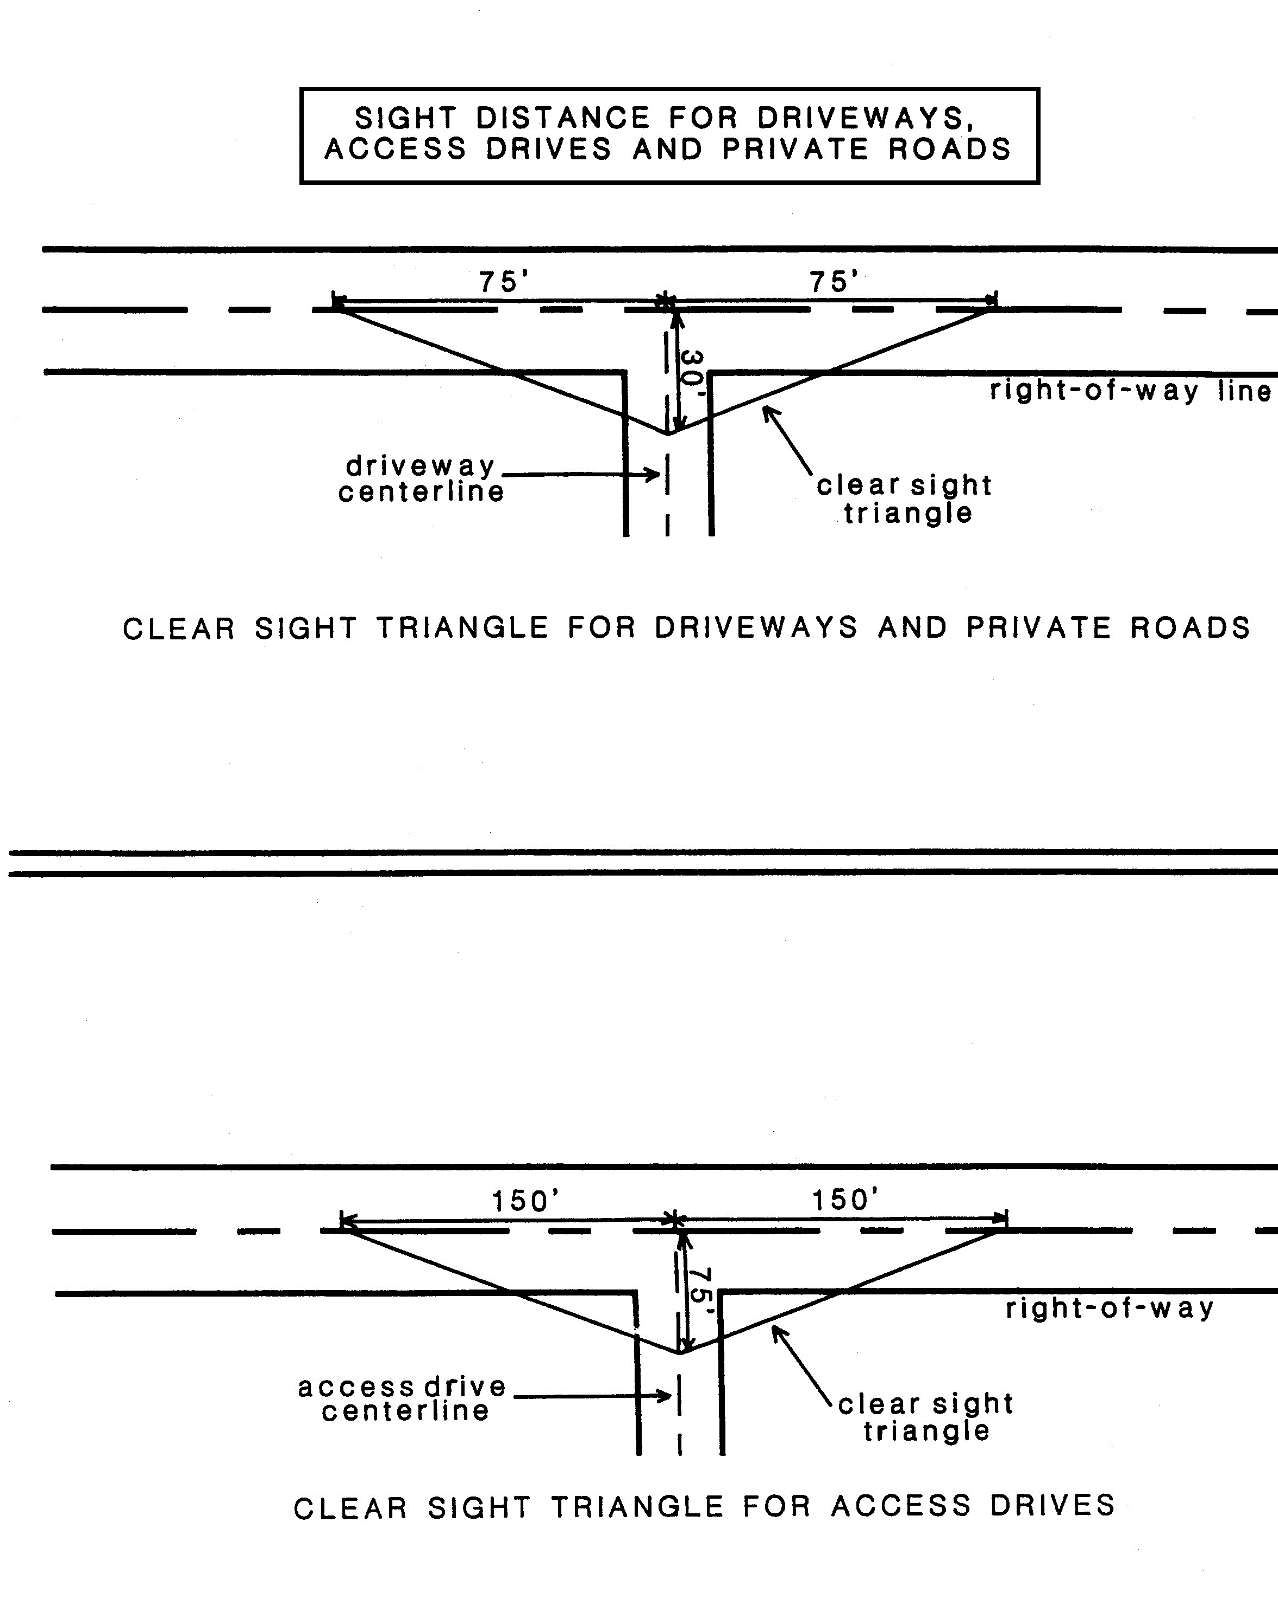 SIGHT DISTANCE FOR DRIVEWAYS,
ACCESS DRIVES AND PRIVATE ROADS
75'
75'
30'
right-of-way line
driveway
centerline
clear sight
triangle
CLEAR SIGHT TRIANGLE FOR DRIVEWAYS AND PRIVATE ROADS
150'
150'
75'
right-of-way
access drive
centerline
clear sight
triangle
CLEAR SIGHT TRIANGLE FOR ACCESS DRIVES